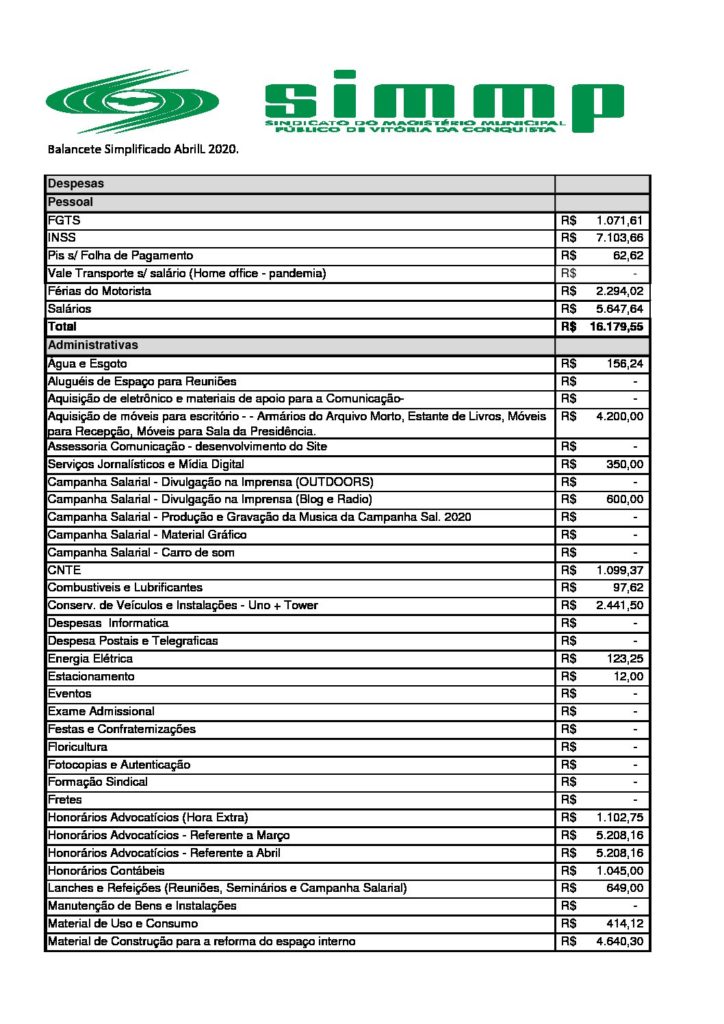 simmp
SINDICATO DO MAGISTÉRIO MUNICIPAL
PÚBLICO DE VITÓRIA DA CONQUISTA
Balancete Simplificado AbrilL 2020.
Despesas
Pessoal
FGTS R$ 1.071,61
INSS R$ 7.103,66
Pis s/ Folha de Pagamento R$ 62,62
Vale Transporte s/ salário (Home office - pandemia) R$ -
Férias do Motorista R$ 2.294,02
Salários R$ 5.647,64
Total R$ 16.179,55
Administrativas
Água e Esgoto R$ 156,24
Aluguéis de Espaço para Reuniões R$ -
Aquisição de eletrônico e materiais de apoio para a Comunicação- R$ -
Aquisição de móveis para escritório - - Armários do Arquivo Morto, Estante de Livros, Móveis R$ 4.200,00
para Recepção, Móveis para Sala da Presidência.
Assessoria Comunicação - desenvolvimento do Site R$ -
Serviços Jornalísticos e Mídia Digital R$ 350,00
Campanha Salarial - Divulgação na Imprensa (OUTDOORS) R$ -
Campanha Salarial - Divulgação na Imprensa (Blog e Radio) R$ 600,00
Campanha Salarial - Produção e Gravação da Musica da Campanha Sal. 2020 R$ -
Campanha Salarial - Material Gráfico R$ -
Campanha Salarial - Carro de som R$ -
CNTE R$ 1.099,37
Combustiveis e Lubrificantes R$ 97,62
Conserv. de Veículos e Instalações - Uno + Tower R$ 2.441,50
Despesas Informatica R$ -
Despesa Postais e Telegraficas R$ -
Energia Elétrica R$ 123,25
Estacionamento R$ 12,00
Eventos R$ -
Exame Admissional R$ -
Festas e Confraternizações R$ -
Floricultura R$ -
Fotocopias e Autenticação R$ -
Formação Sindical R$ -
Fretes R$ -
Honorários Advocatícios (Hora Extra) R$ 1.102,75
Honorários Advocatícios - Referente a Março R$ 5.208,16
Honorários Advocatícios - Referente a Abril R$ 5.208,16
Honorários Contábeis R$ 1.045,00
Lanches e Refeições (Reuniões, Seminários e Campanha Salarial) R$ 649,00
Manutenção de Bens e Instalações R$ -
Material de Uso e Consumo R$ 414,12
Material de Construção para a reforma do espaço interno R$ 4.640,30